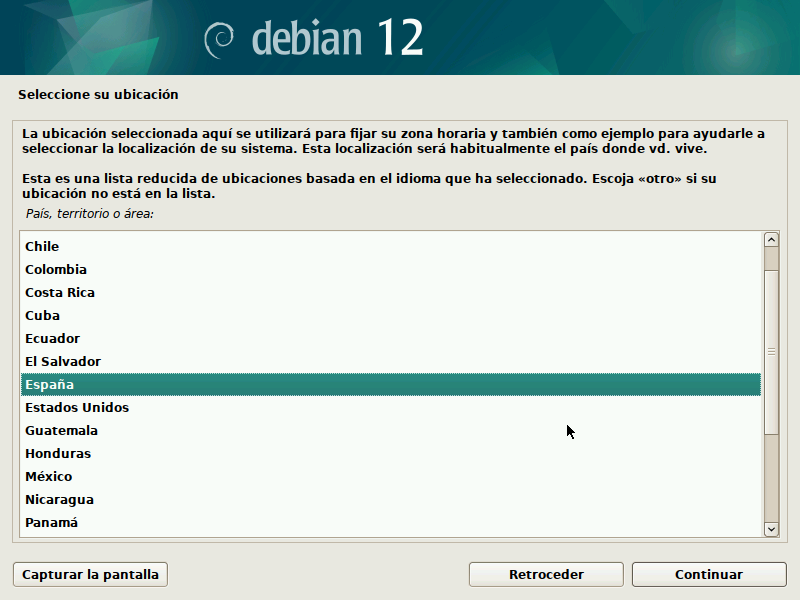 debian 12
Seleccione su ubicación
La ubicación seleccionada aquí se utilizará para fijar su zona horaria y también como ejemplo para ayudarle a
seleccionar la localización de su sistema. Esta localización será habitualmente el país donde vd. vive.
Esta es una lista reducida de ubicaciones basada en el idioma que ha seleccionado. Escoja «otro» si su
ubicación no está en la lista.
País, territorio o área:
Chile
Colombia
Costa Rica
Cuba
Ecuador
El Salvador
España
Estados Unidos
Guatemala
Honduras
México
Nicaragua
Panamá
Capturar la pantalla
Retroceder
Continuar